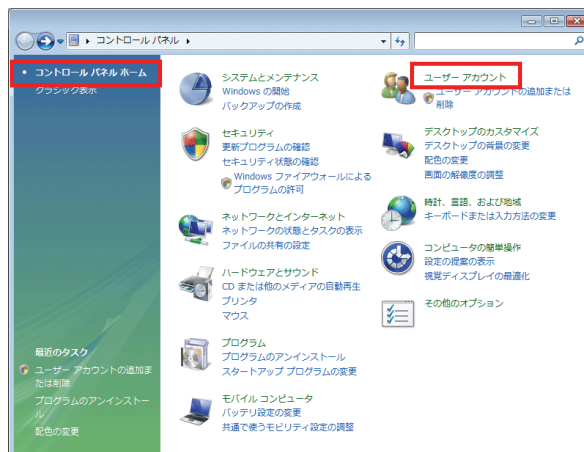 コントロール パネル
コントロール パネル ホーム
クラシック表示
最近のタスク
ユーザー アカウントの追加ま
たは削除
プログラムのアンインストー
ル
配色の変更
システムとメンテナンス
Windows の開始
バックアップの作成
セキュリティ
更新プログラムの確認
セキュリティ状態の確認
Windows ファイアウォールによる
プログラムの許可
ネットワークとインターネット
ネットワークの状態とタスクの表示
ファイルの共有の設定
ハードウェアとサウンド
CD または他のメディアの自動再生
プリンタ
マウス
プログラム
プログラムのアンインストール
スタートアップ プログラムの変更
モバイル コンピュータ
バッテリ設定の変更
共通で使うモビリティ設定の調整
ユーザー アカウント
ユーザー アカウントの追加または
削除
デスクトップのカスタマイズ
デスクトップの背景の変更
配色の変更
画面の解像度の調整
時計、言語、および地域
キーボードまたは入力方法の変更
コンピュータの簡単操作
設定の提案の表示
視覚ディスプレイの最適化
その他のオプション